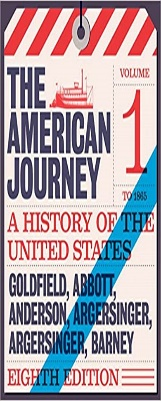 THE
AMERICAN
JOURNEY
VOLUME
1
TO 1865
A HISTORY OF THE
UNITED STATES
GOLDFIELD, ABBOTT,
ANDERSON, ARGERSINGER,
ARGERSINGER, BARNEY
EIGHTH EDITION